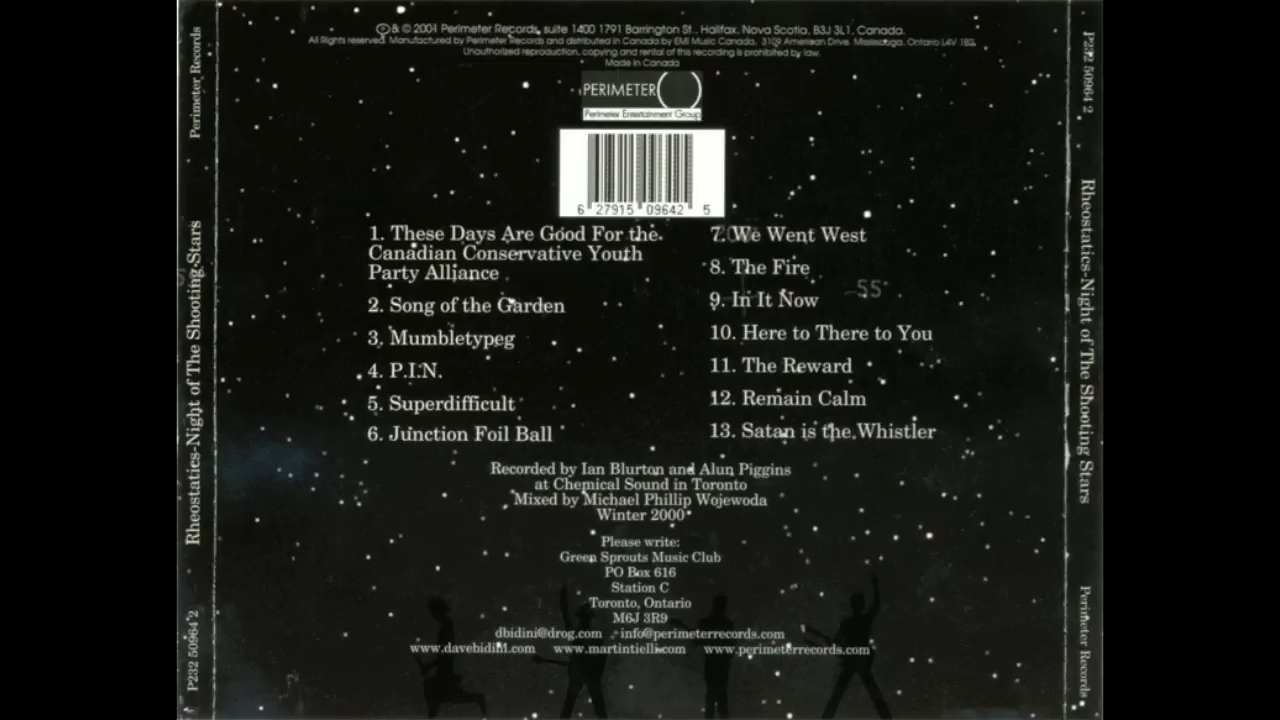 ℗ & © 2001 Perimeter Records, suite 1400 1791 Barrington St., Halifax, Nova Scotia, B3J 3L1, Canada.
All Rights reserved. Manufactured by Perimeter Records and distributed in Canada by EMI Music Canada, 3109 American Drive, Mississauga, Ontario L4V 1B2,
Unauthorized reproduction, copying and rental of this recording is prohibited by law.
Made in Canada
PERIMETER
Perimeter Entertainment Group
6 27915 09642 5
1. These Days Are Good For the
Canadian Conservative Youth
Party Alliance
2. Song of the Garden
3. Mumbletypeg
4. P.I.N.
5. Superdifficult
6. Junction Foil Ball
7. We Went West
8. The Fire
9. In It Now
10. Here to There to You
11. The Reward
12. Remain Calm
13. Satan is the Whistler
55
Recorded by Ian Blurton and Alun Piggins
at Chemical Sound in Toronto
Mixed by Michael Phillip Wojewoda
Winter 2000
Please write:
Green Sprouts Music Club
PO Box 616
Station C
Toronto, Ontario
M6J 3R9
dbidini@drog.com info@perimeterrecords.com
www.davebidini.com www.martintielli.com www.perimeterrecords.com
P232 50964 2 Rheostatics-Night of The Shooting Stars Perimeter Records
P232 50964 2 Rheostatics-Night of The Shooting Stars Perimeter Records